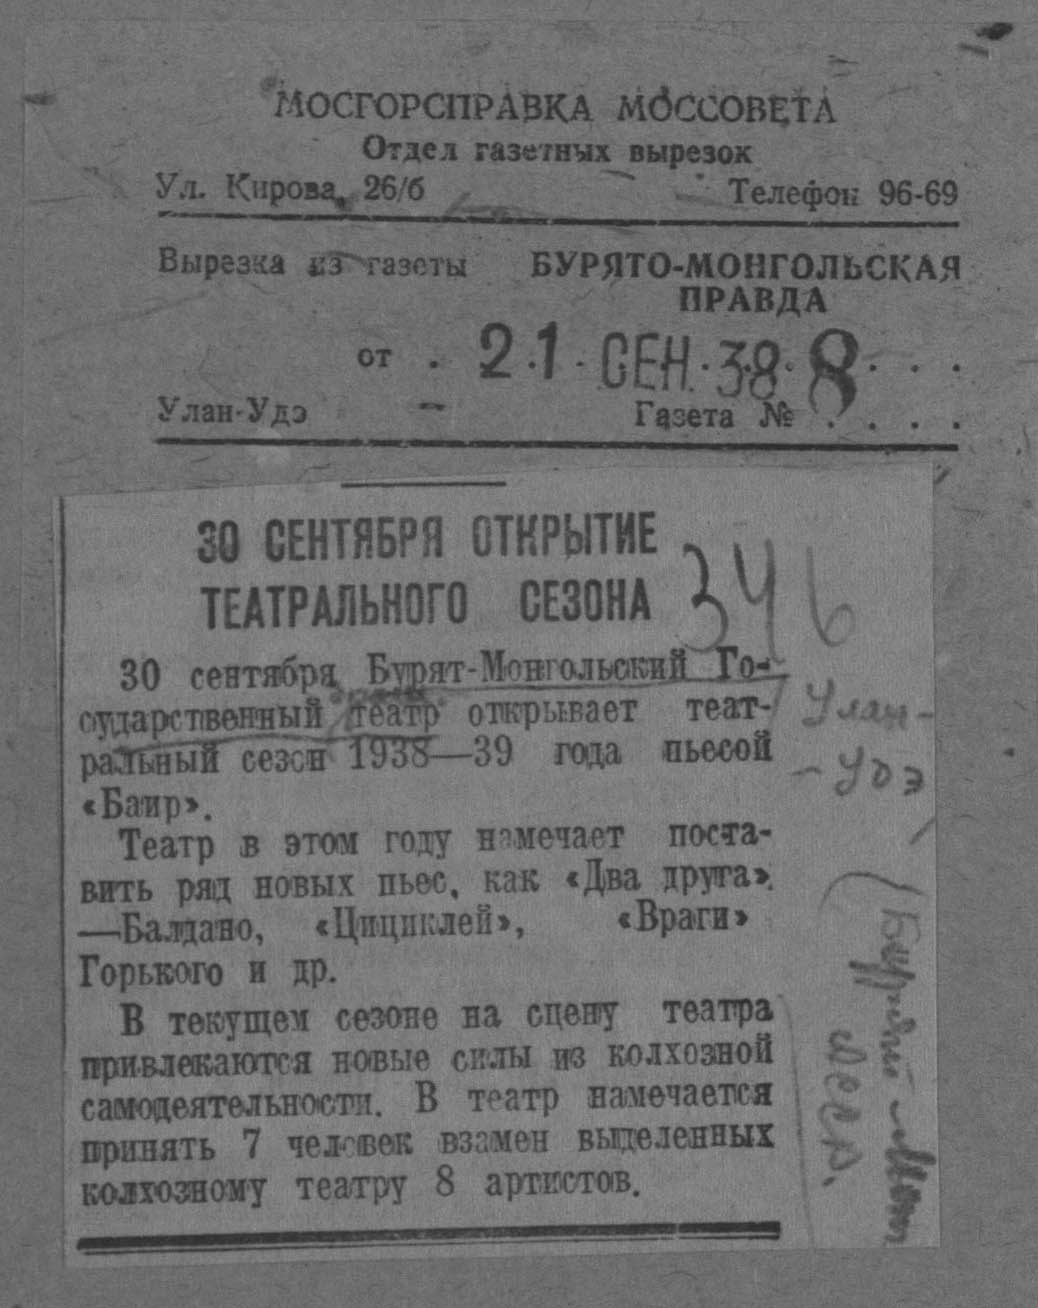 МОСГОРСПРАВКА МОССОВЕТА
Отдел газетных вырезок
Ул. Кирова, 26/б Телефон 96-69
Вырезка из газеты БУРЯТО-МОНГОЛЬСКАЯ
ПРАВДА
от . 21 · СЕН. 38 · 8 . . .
Улан-Удэ Газета № . . . .
30 СЕНТЯБРЯ ОТКРЫТИЕ
ТЕАТРАЛЬНОГО СЕЗОНА
346
30 сентября Бурят-Монгольский Го-
сударственный театр открывает теат-
ральный сезон 1938—39 года пьесой
«Баир».
Театр в этом году намечает поста-
вить ряд новых пьес, как «Два друга»
—Балдано, «Цициклей», «Враги»
Горького и др.
В текущем сезоне на сцену театра
привлекаются новые силы из колхозной
самодеятельности. В театр намечается
принять 7 человек взамен выделенных
колхозному театру 8 артистов.
Улан-
-Удэ